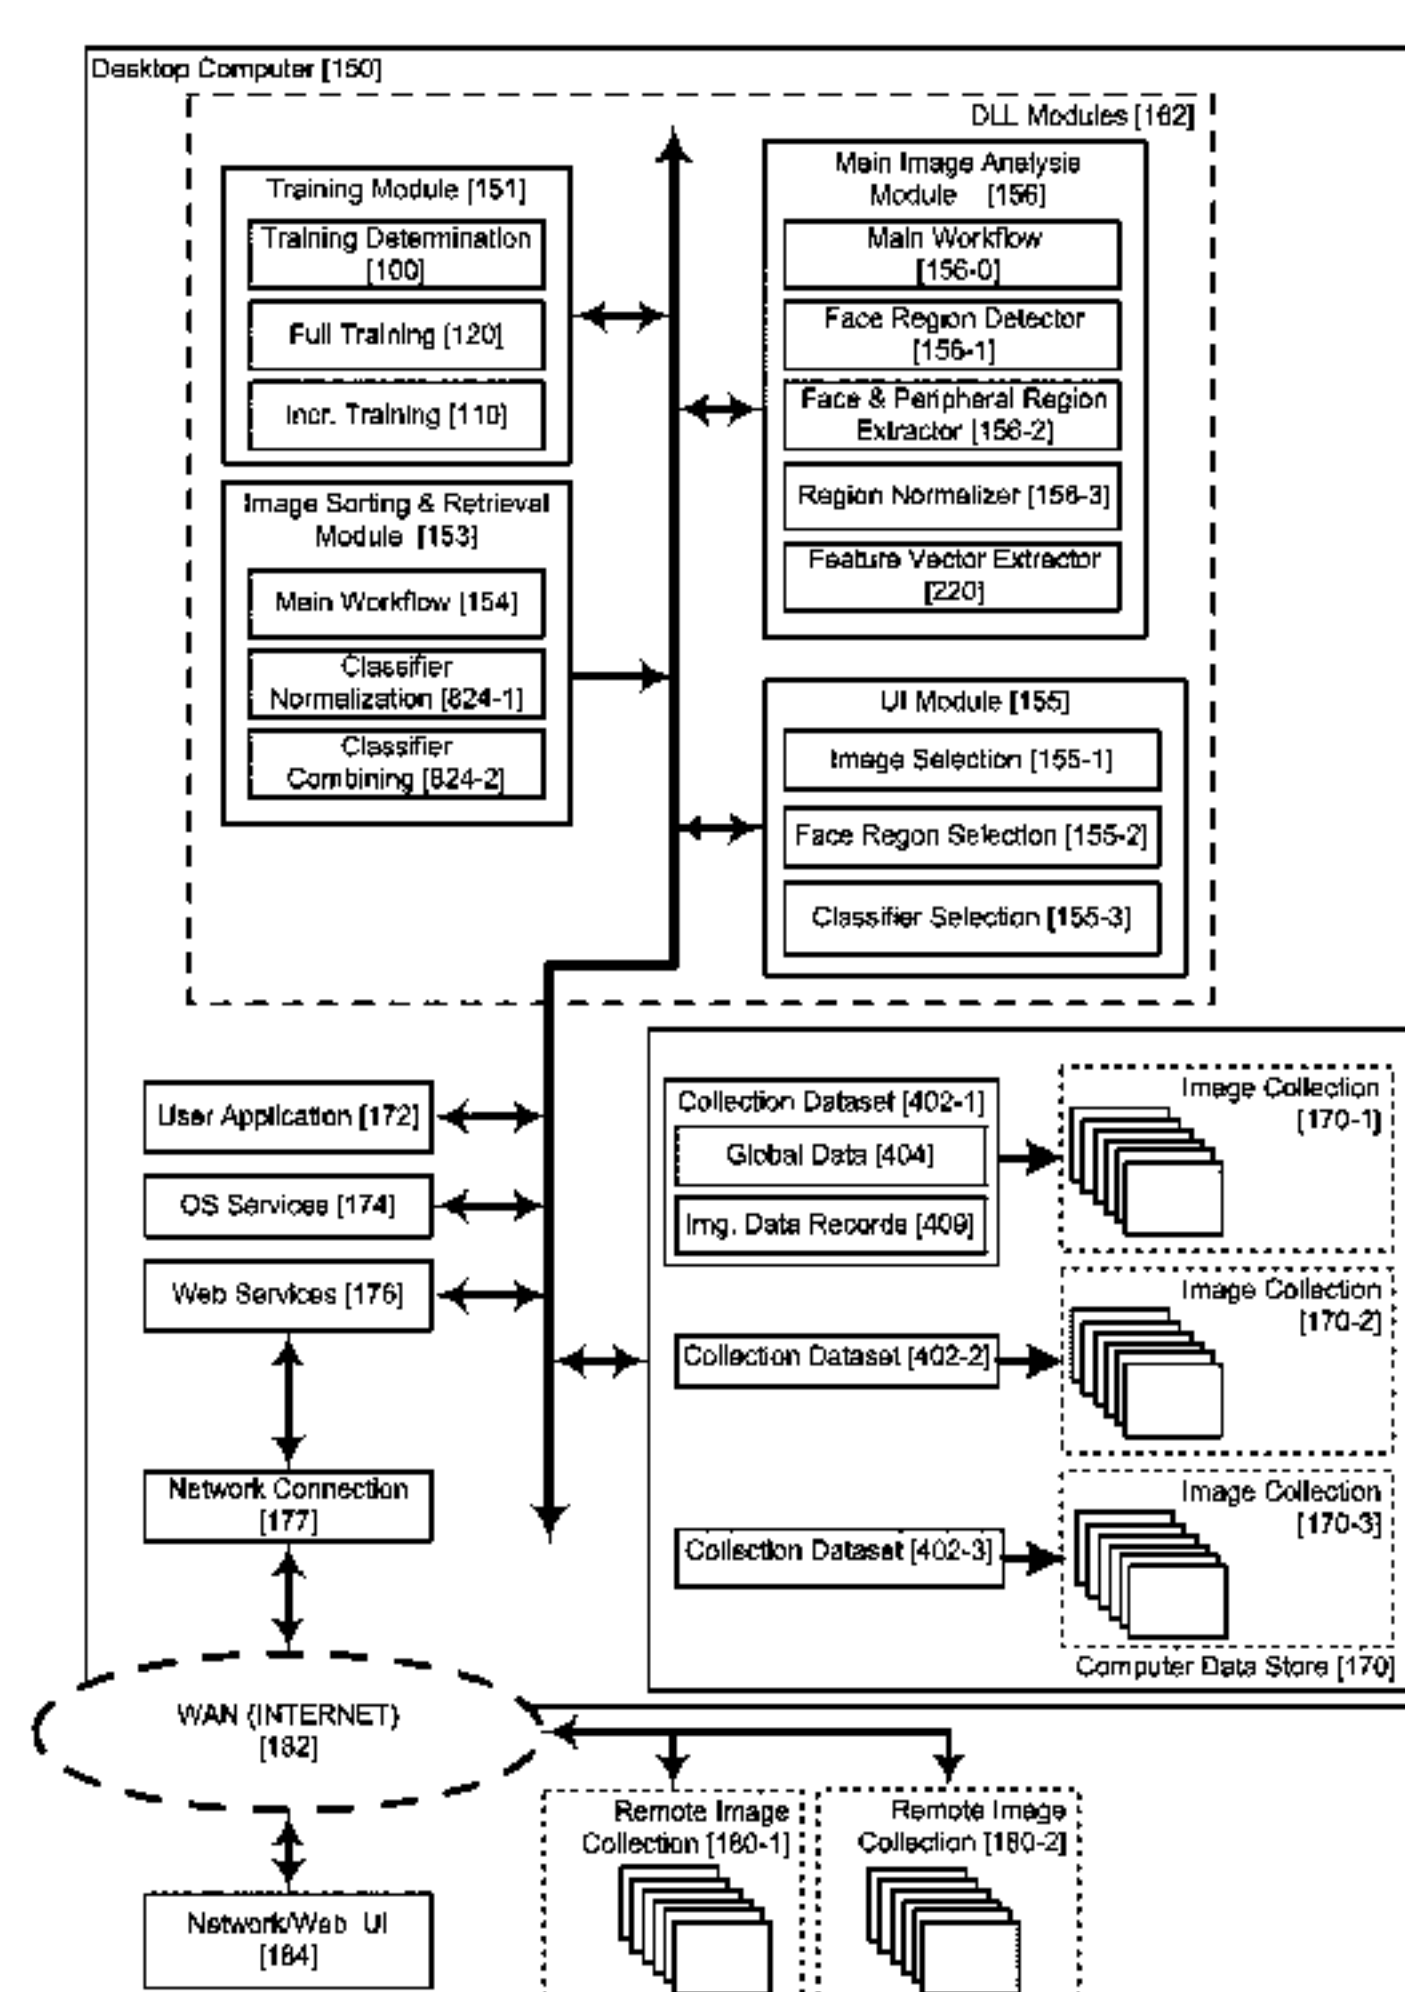 Desktop Computer [150]
DLL Modules [162]
Training Module [151]
Training Determination
[100]
Full Training [120]
Incr. Training [110]
Image Sorting & Retrieval
Module [153]
Main Workflow [154]
Classifier
Normalization [824-1]
Classifier
Combining [824-2]
Main Image Analysis
Module [156]
Main Workflow
[156-0]
Face Region Detector
[156-1]
Face & Peripheral Region
Extractor [156-2]
Region Normalizer [156-3]
Feature Vector Extractor
[220]
UI Module [155]
Image Selection [155-1]
Face Regon Selection [155-2]
Classifier Selection [155-3]
User Application [172]
OS Services [174]
Web Services [176]
Network Connection
[177]
Collection Dataset [402-1]
Global Data [404]
Img. Data Records [409]
Image Collection
[170-1]
Collection Dataset [402-2]
Image Collection
[170-2]
Collection Dataset [402-3]
Image Collection
[170-3]
Computer Data Store [170]
WAN (INTERNET)
[182]
Remote Image
Collection [180-1]
Remote Image
Collection [180-2]
Network/Web UI
[184]